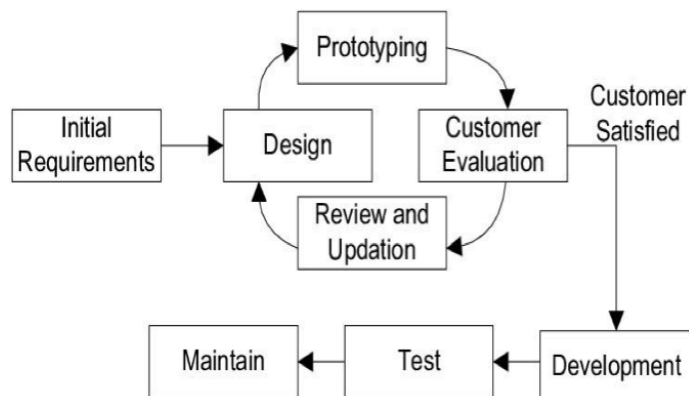 Prototyping
Customer
Satisfied
Initial
Requirements
Design
Customer
Evaluation
Review and
Updation
Maintain
Test
Development